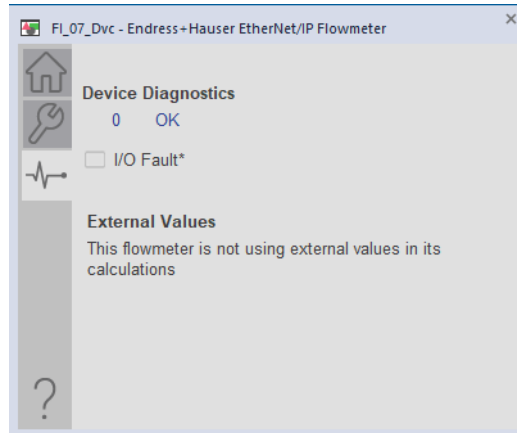 FI_07_Dvc - Endress+Hauser EtherNet/IP Flowmeter
Device Diagnostics
0 OK
I/O Fault*
External Values
This flowmeter is not using external values in its
calculations
?